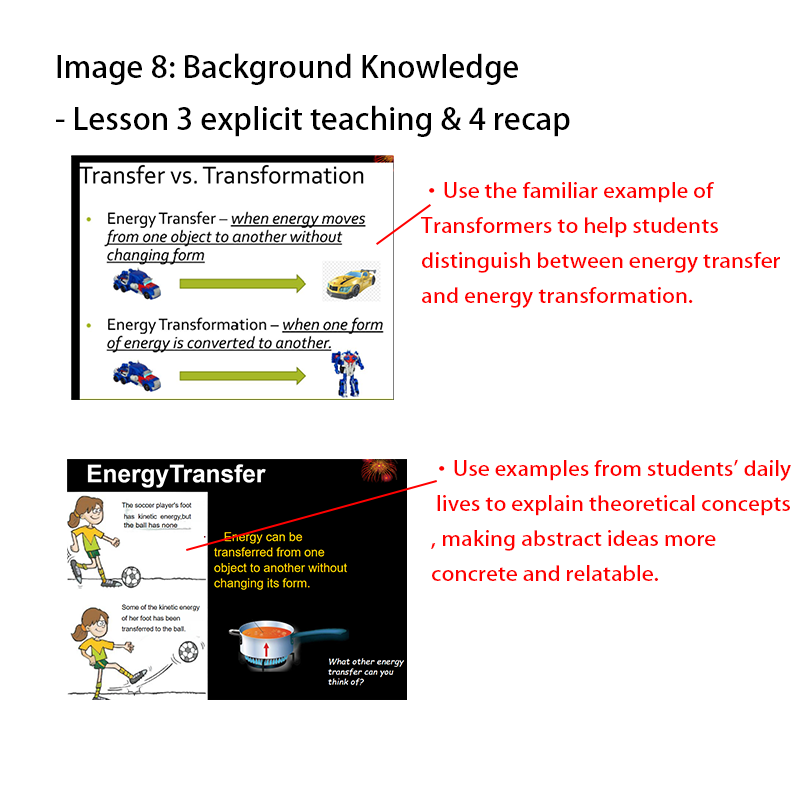 Image 8: Background Knowledge
- Lesson 3 explicit teaching & 4 recap
Transfer vs. Transformation
• Energy Transfer – when energy moves
from one object to another without
changing form
• Energy Transformation – when one form
of energy is converted to another.
・Use the familiar example of
Transformers to help students
distinguish between energy transfer
and energy transformation.
EnergyTransfer
The soccer player's foot
has kinetic energy,but
the ball has none
Energy can be
transferred from one
object to another without
changing its form.
Some of the kinetic energy
of her foot has been
transferred to the ball.
What other energy
transfer can you
think of?
・Use examples from students’ daily
lives to explain theoretical concepts
, making abstract ideas more
concrete and relatable.